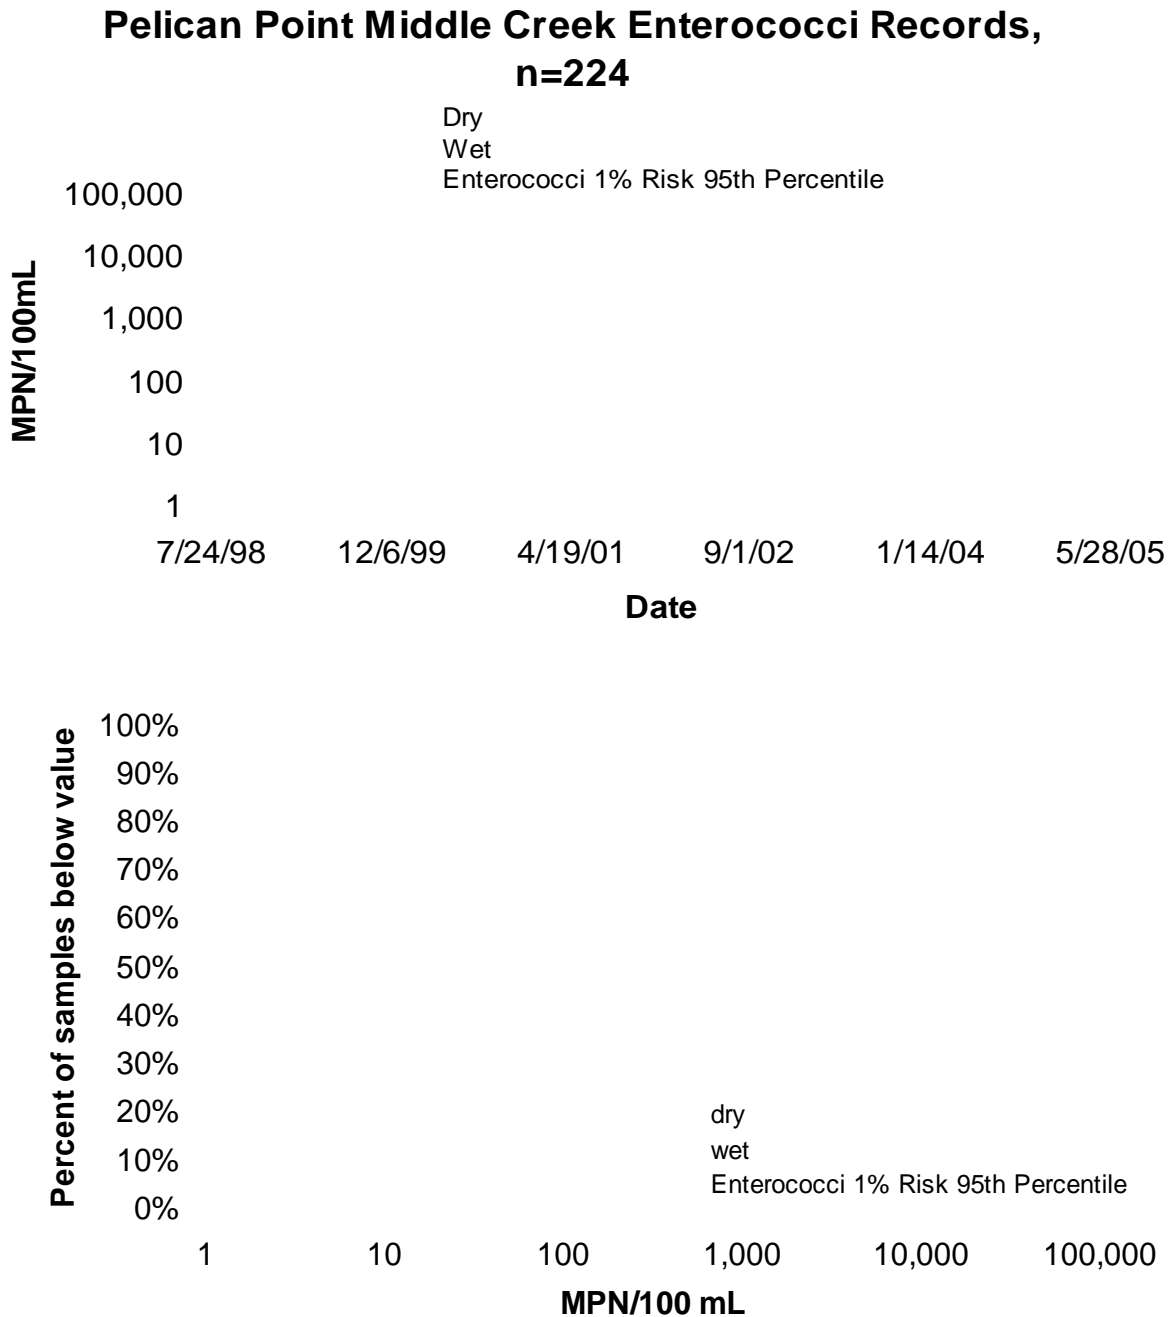 Pelican Point Middle Creek Enterococci Records,
n=224
Dry
Wet
Enterococci 1% Risk 95th Percentile
100,000
10,000
1,000
100
10
1
MPN/100mL
7/24/98 12/6/99 4/19/01 9/1/02 1/14/04 5/28/05
Date
100%
90%
80%
70%
60%
50%
40%
30%
20%
10%
0%
Percent of samples below value
dry
wet
Enterococci 1% Risk 95th Percentile
1 10 100 1,000 10,000 100,000
MPN/100 mL